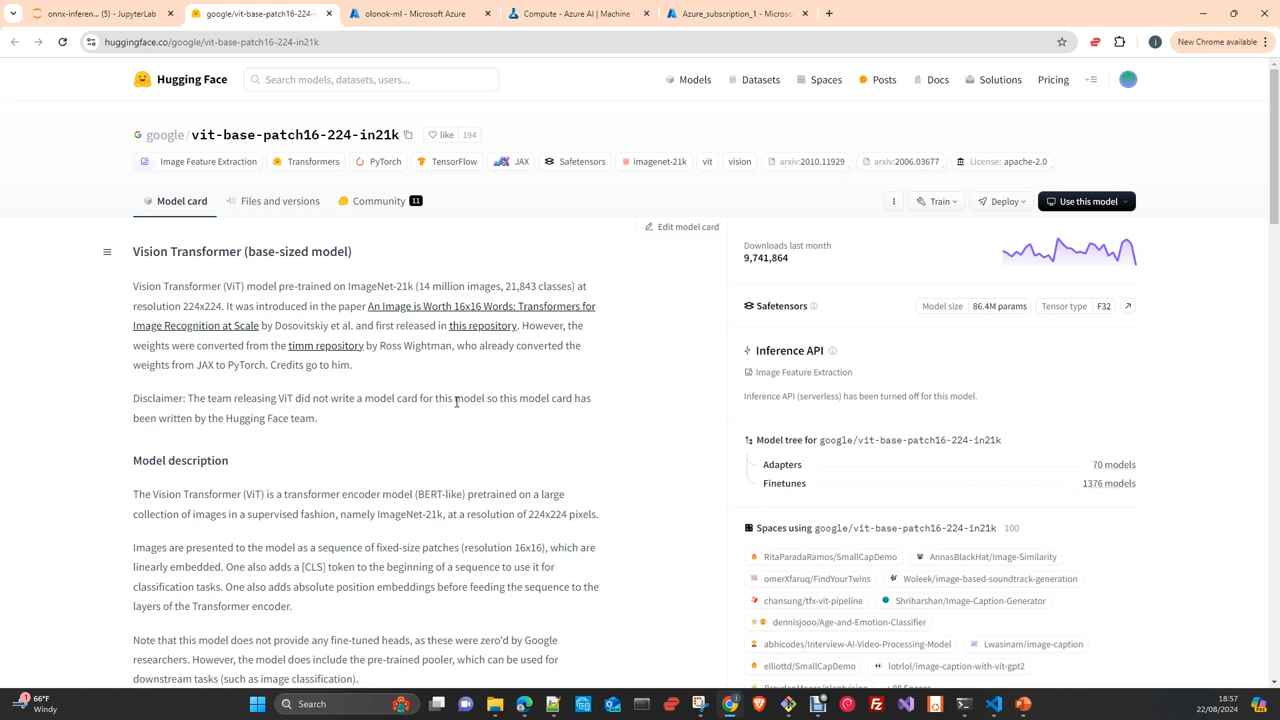 onnx-inferen... (5) - JupyterLab
google/vit-base-patch16-224-in
olonok-ml - Microsoft Azure
Compute - Azure AI | Machine
Azure_subscription_1 - Microso
huggingface.co/google/vit-base-patch16-224-in21k
New Chrome available
Hugging Face
Search models, datasets, users...
Models
Datasets
Spaces
Posts
Docs
Solutions
Pricing
google/vit-base-patch16-224-in21k
like 194
Image Feature Extraction
Transformers
PyTorch
TensorFlow
JAX
Safetensors
imagenet-21k
vit
vision
arxiv:2010.11929
arxiv:2006.03677
License: apache-2.0
Model card
Files and versions
Community 11
Train
Deploy
Use this model
Edit model card
Vision Transformer (base-sized model)
Vision Transformer (ViT) model pre-trained on ImageNet-21k (14 million images, 21,843 classes) at
resolution 224x224. It was introduced in the paper An Image is Worth 16x16 Words: Transformers for
Image Recognition at Scale by Dosovitskiy et al. and first released in this repository. However, the
weights were converted from the timm repository by Ross Wightman, who already converted the
weights from JAX to PyTorch. Credits go to him.
Disclaimer: The team releasing ViT did not write a model card for this model so this model card has
been written by the Hugging Face team.
Model description
The Vision Transformer (ViT) is a transformer encoder model (BERT-like) pretrained on a large
collection of images in a supervised fashion, namely ImageNet-21k, at a resolution of 224x224 pixels.
Images are presented to the model as a sequence of fixed-size patches (resolution 16x16), which are
linearly embedded. One also adds a [CLS] token to the beginning of a sequence to use it for
classification tasks. One also adds absolute position embeddings before feeding the sequence to the
layers of the Transformer encoder.
Note that this model does not provide any fine-tuned heads, as these were zero'd by Google
researchers. However, the model does include the pre-trained pooler, which can be used for
downstream tasks (such as image classification).
Downloads last month
9,741,864
Safetensors
Model size 86.4M params
Tensor type F32
Inference API
Image Feature Extraction
Inference API (serverless) has been turned off for this model.
Model tree for google/vit-base-patch16-224-in21k
Adapters 70 models
Finetunes 1376 models
Spaces using google/vit-base-patch16-224-in21k 100
RitaParadaRamos/SmallCapDemo
AnnasBlackHat/Image-Similarity
omerXfaruq/FindYourTwins
Woleek/image-based-soundtrack-generation
chansung/tfx-vit-pipeline
Shriharshan/Image-Caption-Generator
dennisjooo/Age-and-Emotion-Classifier
abhicodes/Interview-AI-Video-Processing-Model
Lwasinam/image-caption
elliottd/SmallCapDemo
lotrlol/image-caption-with-vit-gpt2
66°F
Windy
Search
18:57
22/08/2024